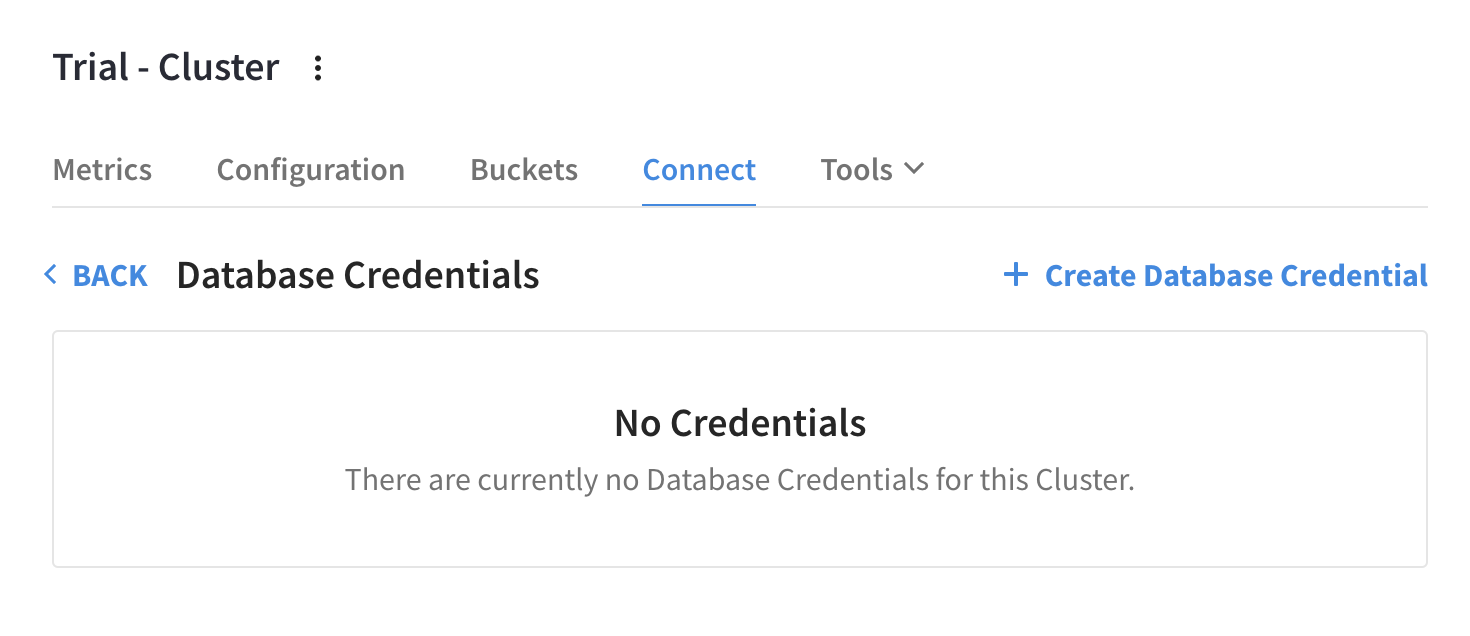 Trial - Cluster
Metrics Configuration Buckets Connect Tools
BACK Database Credentials + Create Database Credential
No Credentials
There are currently no Database Credentials for this Cluster.